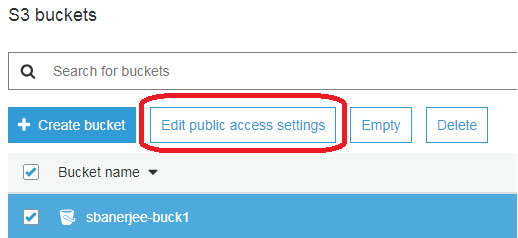 S3 buckets
Search for buckets
Create bucket Edit public access settings Empty Delete
Bucket name
sbanerjee-buck1